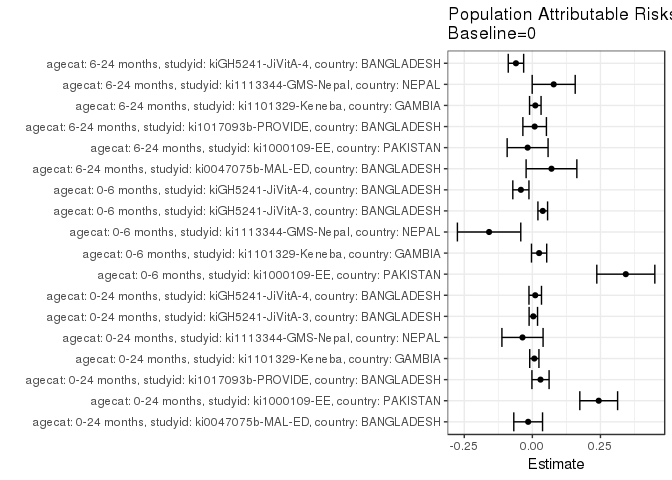 Population Attributable Risks
Baseline=0
agecat: 6-24 months, studyid: kiGH5241-JiVitA-4, country: BANGLADESH
agecat: 6-24 months, studyid: ki1113344-GMS-Nepal, country: NEPAL
agecat: 6-24 months, studyid: ki1101329-Keneba, country: GAMBIA
agecat: 6-24 months, studyid: ki1017093b-PROVIDE, country: BANGLADESH
agecat: 6-24 months, studyid: ki1000109-EE, country: PAKISTAN
agecat: 6-24 months, studyid: ki0047075b-MAL-ED, country: BANGLADESH
agecat: 0-6 months, studyid: kiGH5241-JiVitA-4, country: BANGLADESH
agecat: 0-6 months, studyid: kiGH5241-JiVitA-3, country: BANGLADESH
agecat: 0-6 months, studyid: ki1113344-GMS-Nepal, country: NEPAL
agecat: 0-6 months, studyid: ki1101329-Keneba, country: GAMBIA
agecat: 0-6 months, studyid: ki1000109-EE, country: PAKISTAN
agecat: 0-24 months, studyid: kiGH5241-JiVitA-4, country: BANGLADESH
agecat: 0-24 months, studyid: kiGH5241-JiVitA-3, country: BANGLADESH
agecat: 0-24 months, studyid: ki1113344-GMS-Nepal, country: NEPAL
agecat: 0-24 months, studyid: ki1101329-Keneba, country: GAMBIA
agecat: 0-24 months, studyid: ki1017093b-PROVIDE, country: BANGLADESH
agecat: 0-24 months, studyid: ki1000109-EE, country: PAKISTAN
agecat: 0-24 months, studyid: ki0047075b-MAL-ED, country: BANGLADESH
-0.25 0.00 0.25
Estimate